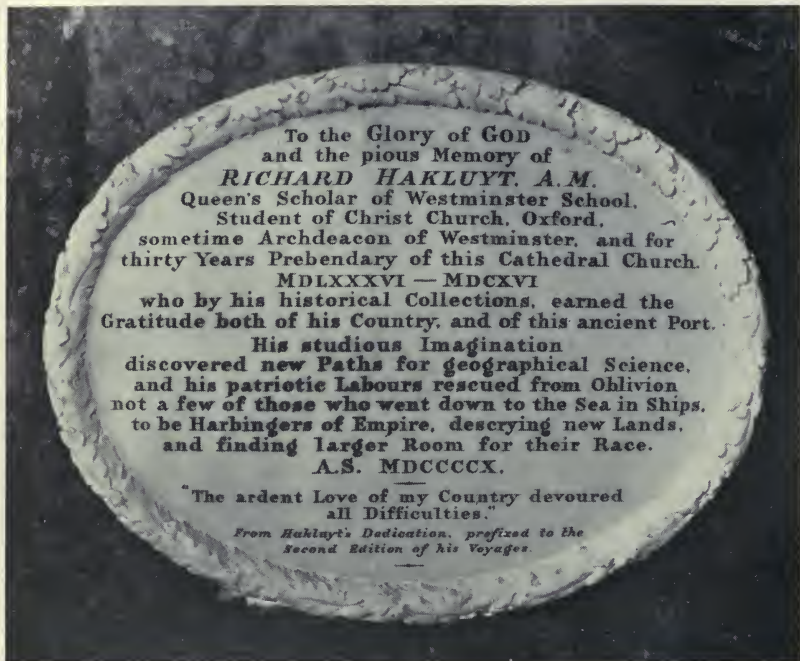 To the Glory of GOD
and the pious Memory of
RICHARD HAKLUYT. A.M.
Queen's Scholar of Westminster School,
Student of Christ Church, Oxford,
sometime Archdeacon of Westminster, and for
thirty Years Prebendary of this Cathedral Church.
MDLXXXVI — MDCXVI
who by his historical Collections, earned the
Gratitude both of his Country, and of this ancient Port.
His studious Imagination
discovered new Paths for geographical Science,
and his patriotic Labours rescued from Oblivion
not a few of those who went down to the Sea in Ships,
to be Harbingers of Empire, descrying new Lands,
and finding larger Room for their Race.
A.S. MDCCCCX.
"The ardent Love of my Country devoured
all Difficulties."
From Hakluyt's Dedication, prefixed to the
Second Edition of his Voyages.